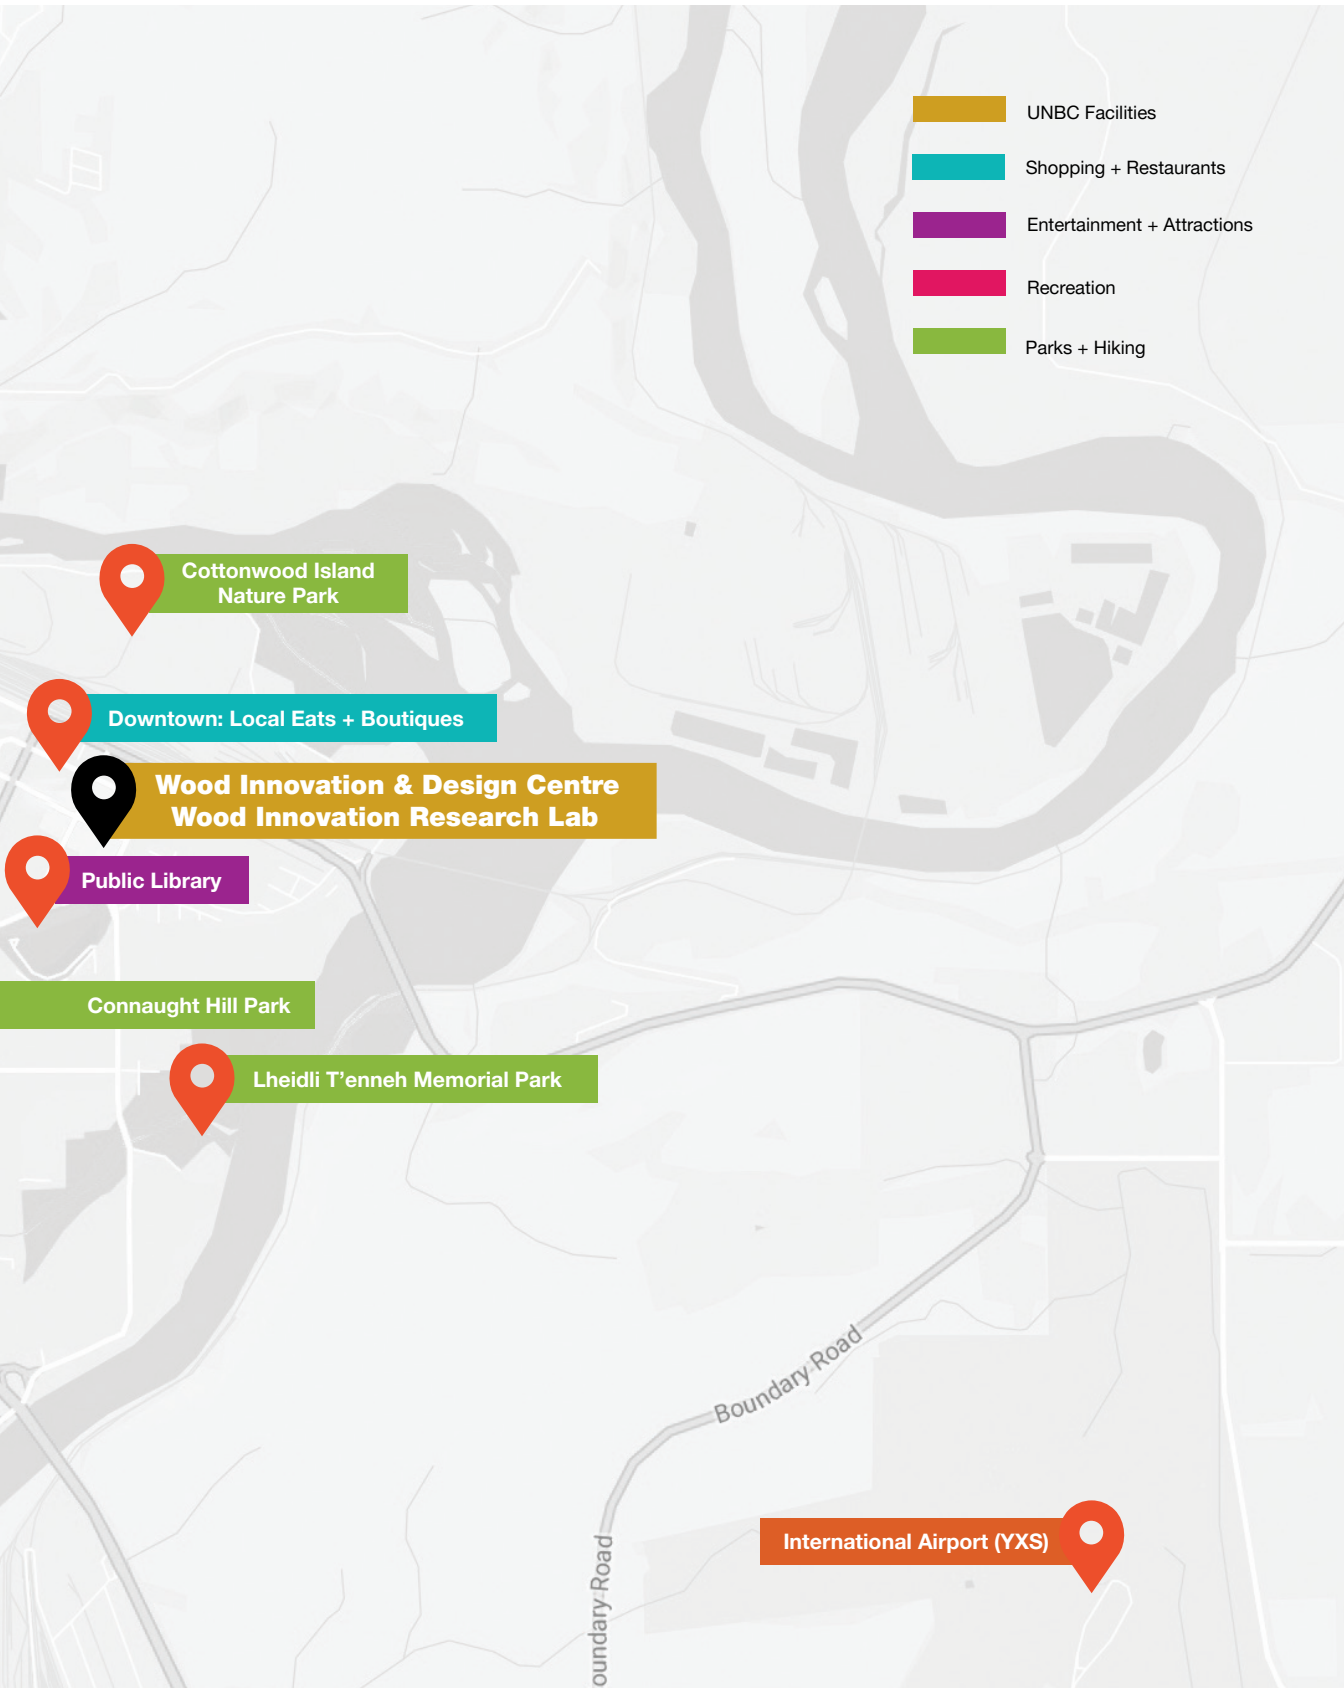 UNBC Facilities
Shopping + Restaurants
Entertainment + Attractions
Recreation
Parks + Hiking
Cottonwood Island
Nature Park
Downtown: Local Eats + Boutiques
Wood Innovation & Design Centre
Wood Innovation Research Lab
Public Library
Connaught Hill Park
Lheidli T’enneh Memorial Park
Boundary Road
International Airport (YXS)
oundary Road